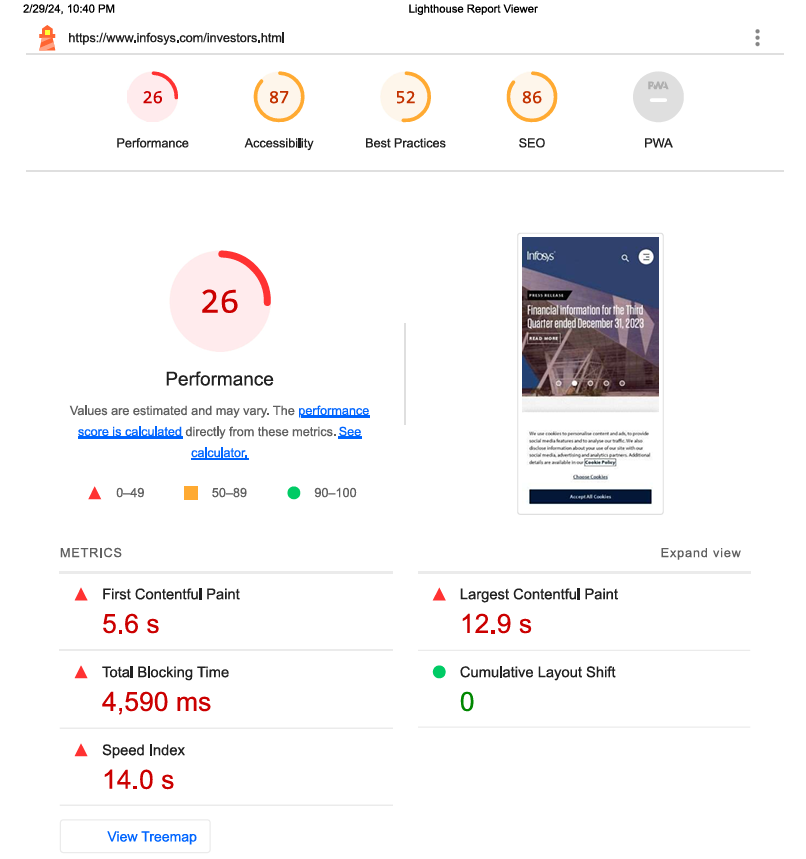 2/29/24, 10:40 PM
Lighthouse Report Viewer
https://www.infosys.com/investors.html
26
87
52
86
PWA
Performance
Accessibility
Best Practices
SEO
PWA
26
Performance
Values are estimated and may vary. The performance
score is calculated directly from these metrics. See
calculator.
0–49
50–89
90–100
Infosys
PRESS RELEASE
Financial information for the Third
Quarter ended December 31, 2023
READ MORE
We use cookies to personalise content and ads, to provide
social media features and to analyse our traffic. We also
disclose information about your use of our site with our
social media, advertising and analytics partners. Additional
details are available in our Cookie Policy
Choose Cookies
Accept All Cookies
METRICS
Expand view
First Contentful Paint
5.6 s
Largest Contentful Paint
12.9 s
Total Blocking Time
4,590 ms
Cumulative Layout Shift
0
Speed Index
14.0 s
View Treemap